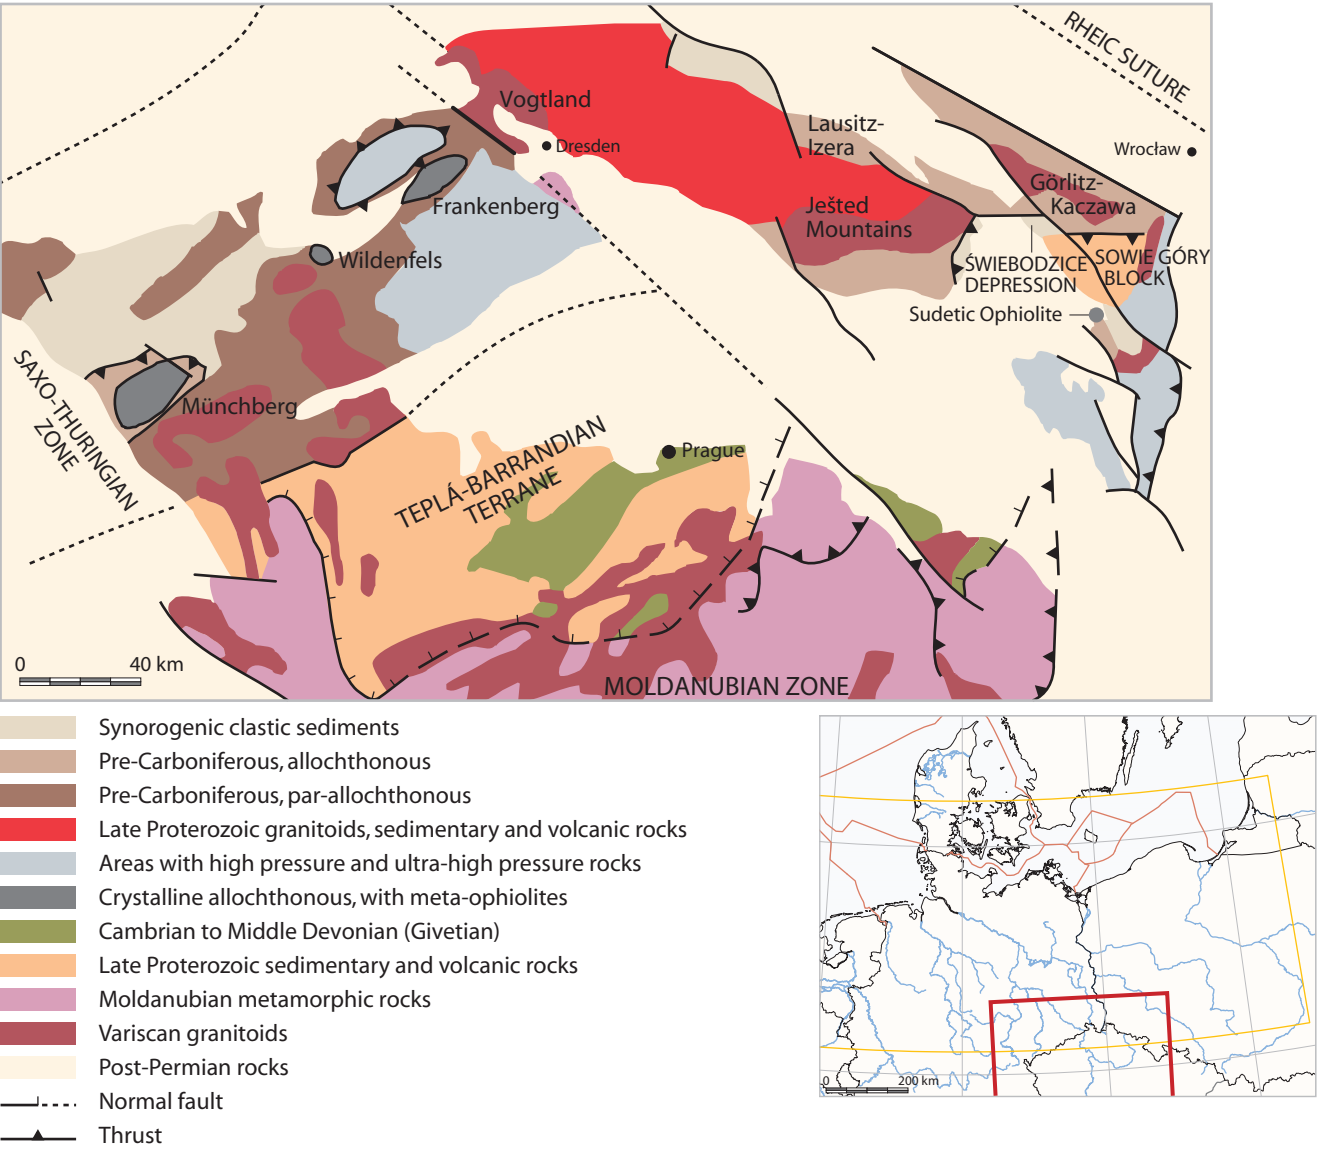 RHEIC SUTURE
Vogtland
Dresden
Lausitz-
Izera
Wrocław
Görlitz-
Kaczawa
Frankenberg
Ješted
Mountains
Wildenfels
ŚWIEBODZICE
DEPRESSION
SOWIE GÓRY
BLOCK
Sudetic Ophiolite
SAXO-THURINGIAN
ZONE
Münchberg
TEPLÁ-BARRANDIAN
TERRANE
Prague
0 40 km
MOLDANUBIAN ZONE
Synorogenic clastic sediments
Pre-Carboniferous, allochthonous
Pre-Carboniferous, par-allochthonous
Late Proterozoic granitoids, sedimentary and volcanic rocks
Areas with high pressure and ultra-high pressure rocks
Crystalline allochthonous, with meta-ophiolites
Cambrian to Middle Devonian (Givetian)
Late Proterozoic sedimentary and volcanic rocks
Moldanubian metamorphic rocks
Variscan granitoids
Post-Permian rocks
Normal fault
Thrust
0 200 km